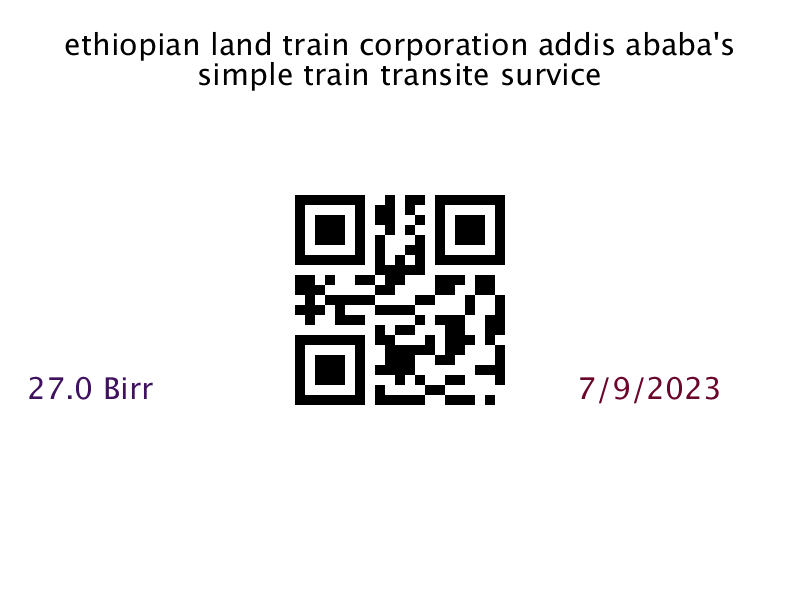 ethiopian land train corporation addis ababa's
simple train transite survice
27.0 Birr
7/9/2023